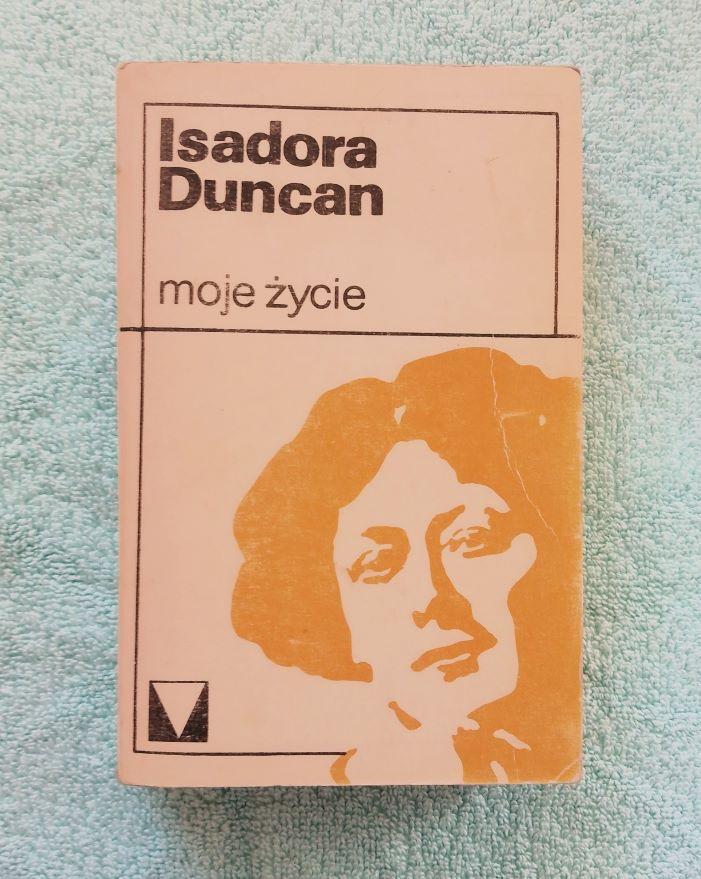 Isadora
Duncan
moje życie